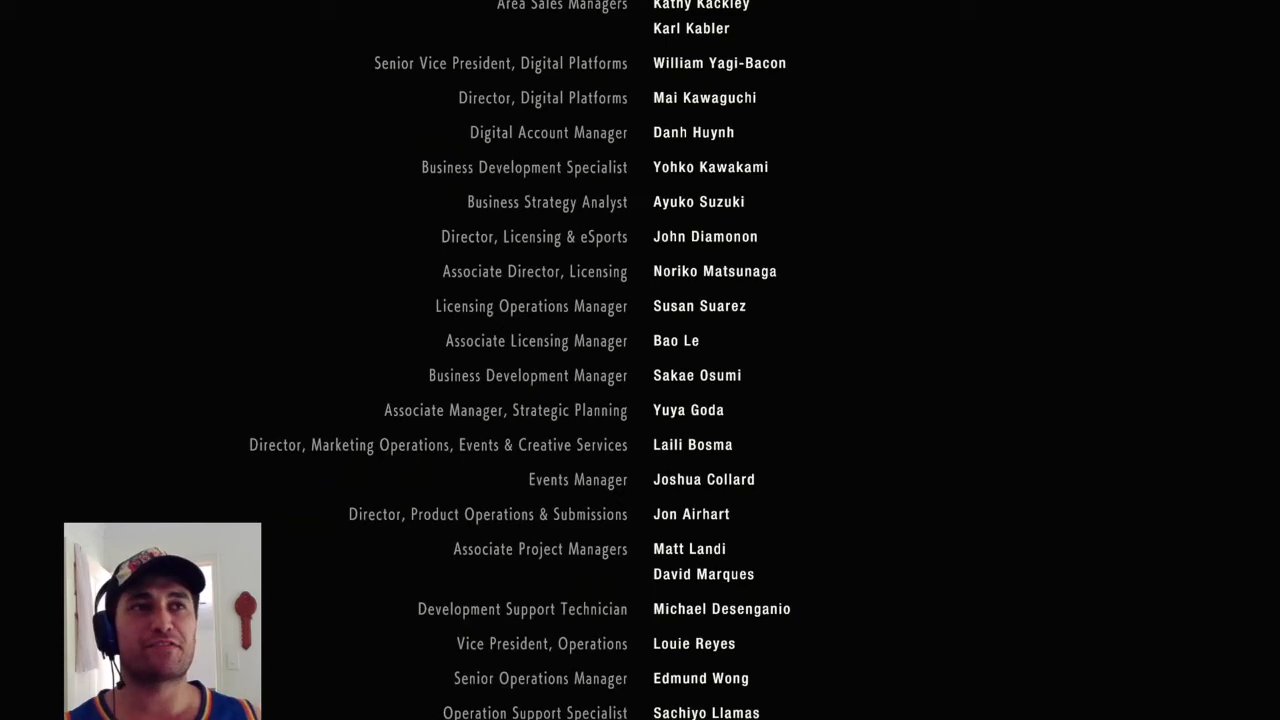 Area Sales Managers Kathy Kackley
Karl Kabler
Senior Vice President, Digital Platforms William Yagi-Bacon
Director, Digital Platforms Mai Kawaguchi
Digital Account Manager Danh Huynh
Business Development Specialist Yohko Kawakami
Business Strategy Analyst Ayuko Suzuki
Director, Licensing & eSports John Diamonon
Associate Director, Licensing Noriko Matsunaga
Licensing Operations Manager Susan Suarez
Associate Licensing Manager Bao Le
Business Development Manager Sakae Osumi
Associate Manager, Strategic Planning Yuya Goda
Director, Marketing Operations, Events & Creative Services Laili Bosma
Events Manager Joshua Collard
Director, Product Operations & Submissions Jon Airhart
Associate Project Managers Matt Landi
David Marques
Development Support Technician Michael Desenganio
Vice President, Operations Louie Reyes
Senior Operations Manager Edmund Wong
Operation Support Specialist Sachiyo Llamas